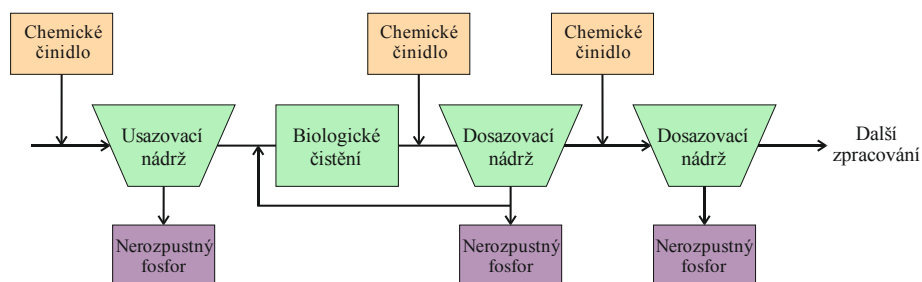 Chemické
činidlo
Chemické
činidlo
Chemické
činidlo
Usazovací
nádrž
Biologické
čistění
Dosazovací
nádrž
Dosazovací
nádrž
Další
zpracování
Nerozpustný
fosfor
Nerozpustný
fosfor
Nerozpustný
fosfor